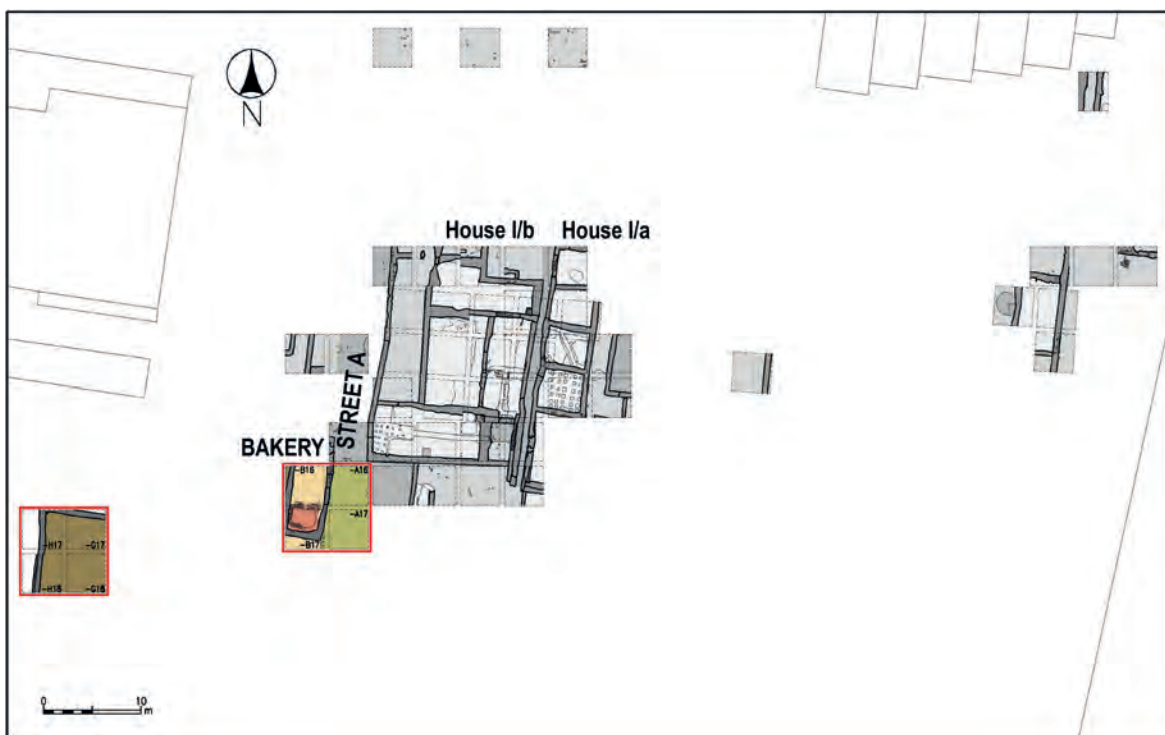 N
House I/b House I/a
STREET A
BAKERY
-B16 -A16
-A17
-B17
-H17 -G17
-H18 -G18
0 10
m